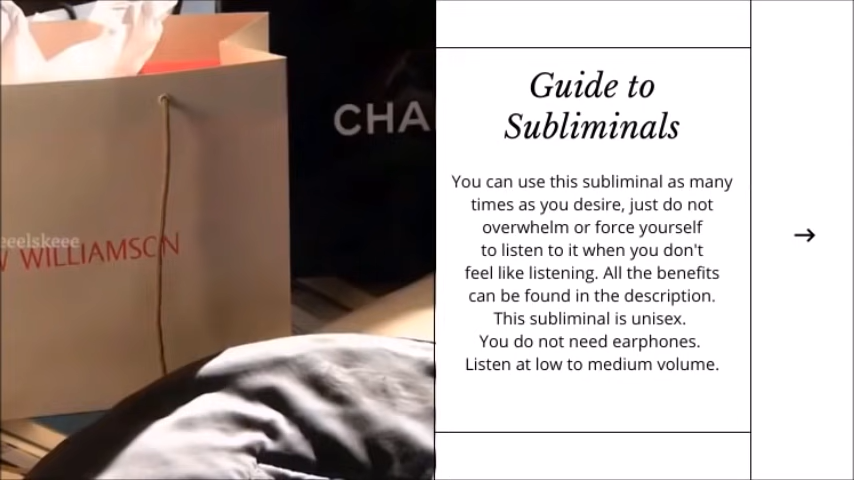 CHA
eeelskeee
W WILLIAMSON
Guide to
Subliminals
You can use this subliminal as many
times as you desire, just do not
overwhelm or force yourself
to listen to it when you don't
feel like listening. All the benefits
can be found in the description.
This subliminal is unisex.
You do not need earphones.
Listen at low to medium volume.
→